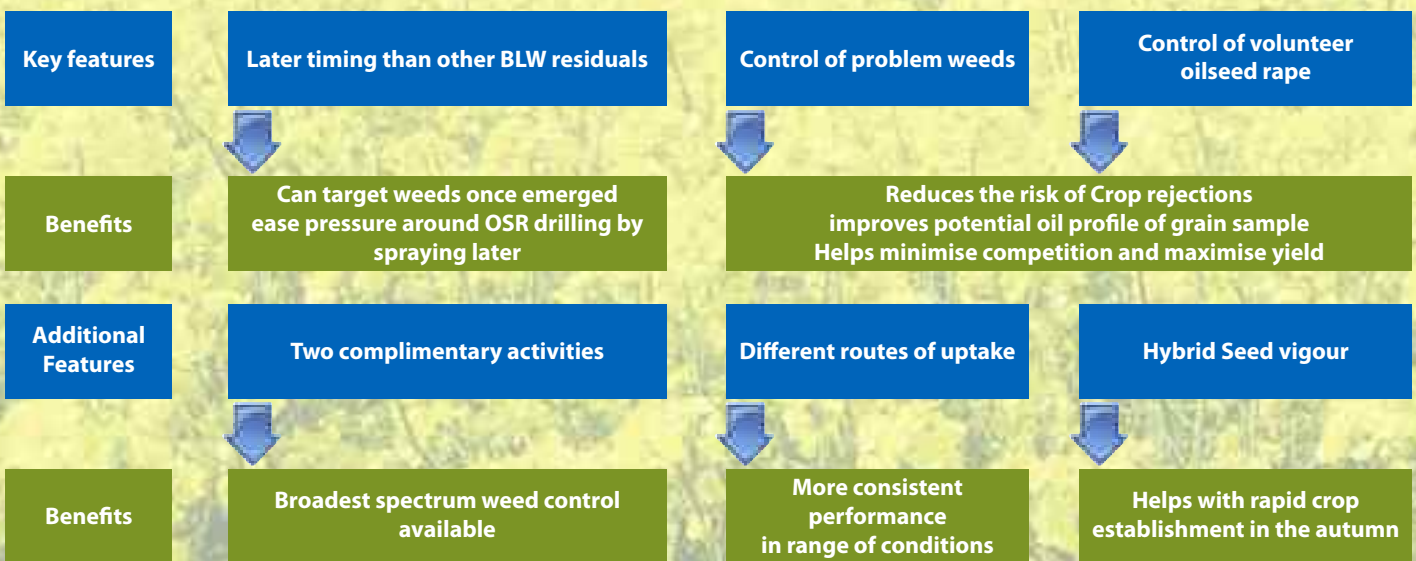 Key features
Later timing than other BLW residuals
Control of problem weeds
Control of volunteer
oilseed rape
Benefits
Can target weeds once emerged
ease pressure around OSR drilling by
spraying later
Reduces the risk of Crop rejections
improves potential oil profile of grain sample
Helps minimise competition and maximise yield
Additional
Features
Two complimentary activities
Different routes of uptake
Hybrid Seed vigour
Benefits
Broadest spectrum weed control
available
More consistent
performance
in range of conditions
Helps with rapid crop
establishment in the autumn